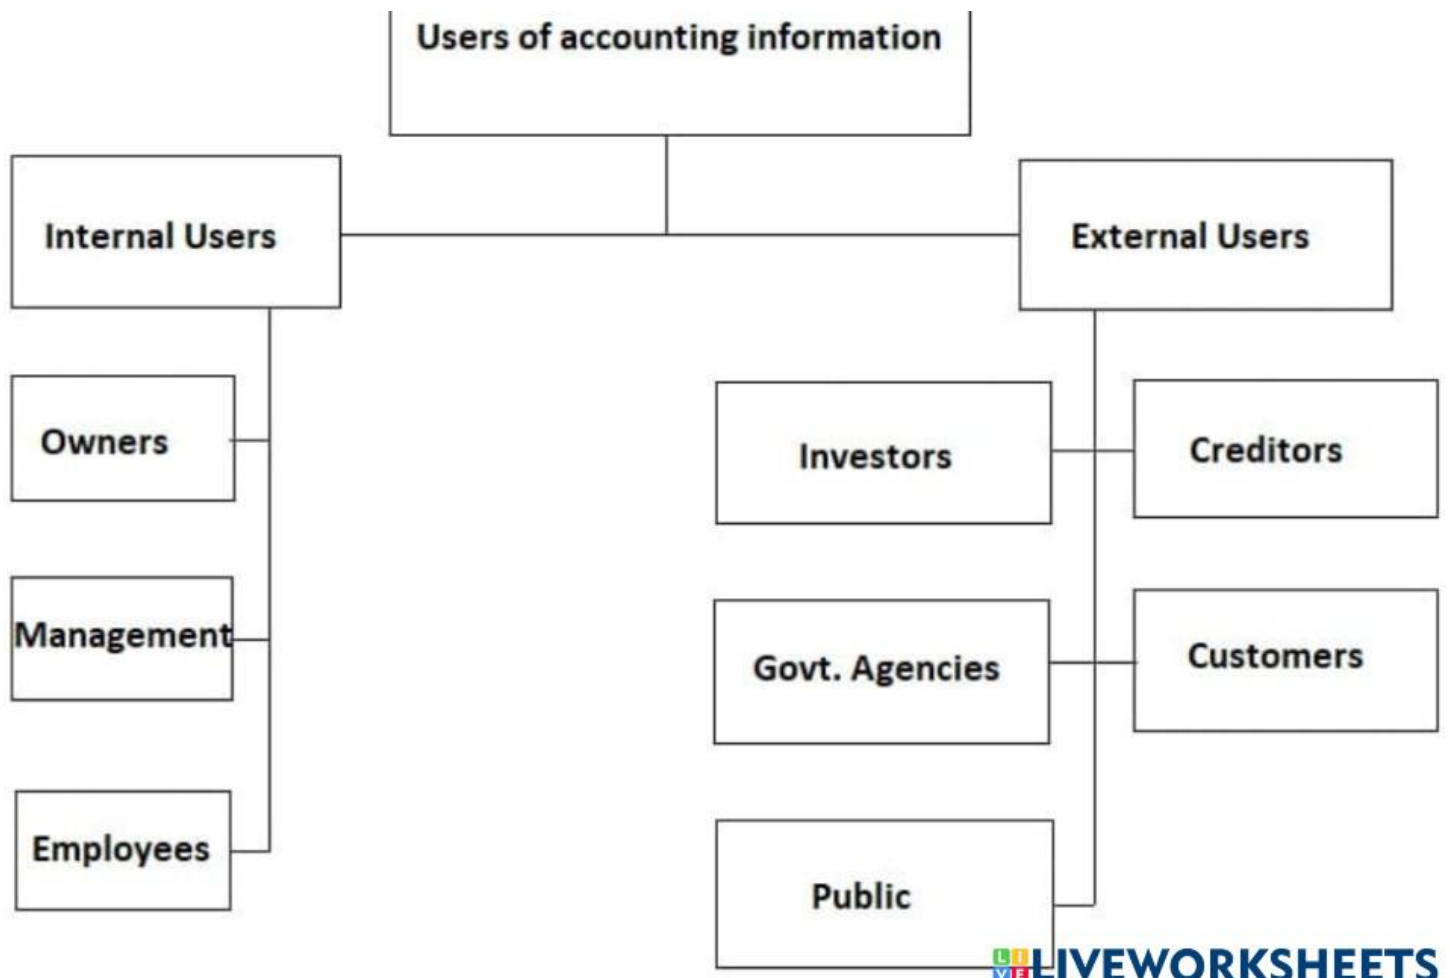 Users of accounting information
Internal Users
External Users
Owners
Investors
Creditors
Management
Govt. Agencies
Customers
Employees
Public
LIVEWORKSHEETS